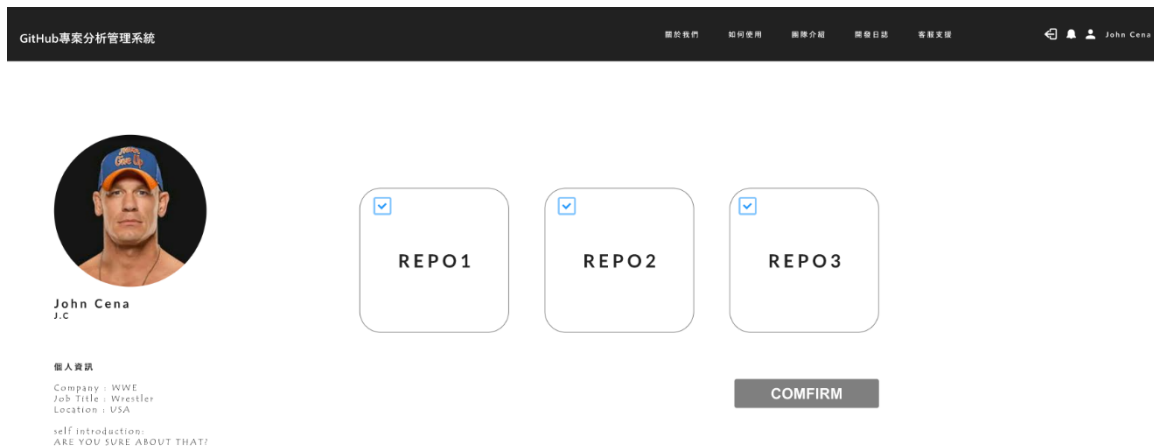 GitHub專案分析管理系統
關於我們 如何使用 團隊介紹 開發日誌 客服支援 John Cena
Give Up
REPO1 REPO2 REPO3
John Cena
J.C
個人資訊
Company : WWE
Job Title : Wrestler
Location : USA
COMFIRM
self introduction:
ARE YOU SURE ABOUT THAT?